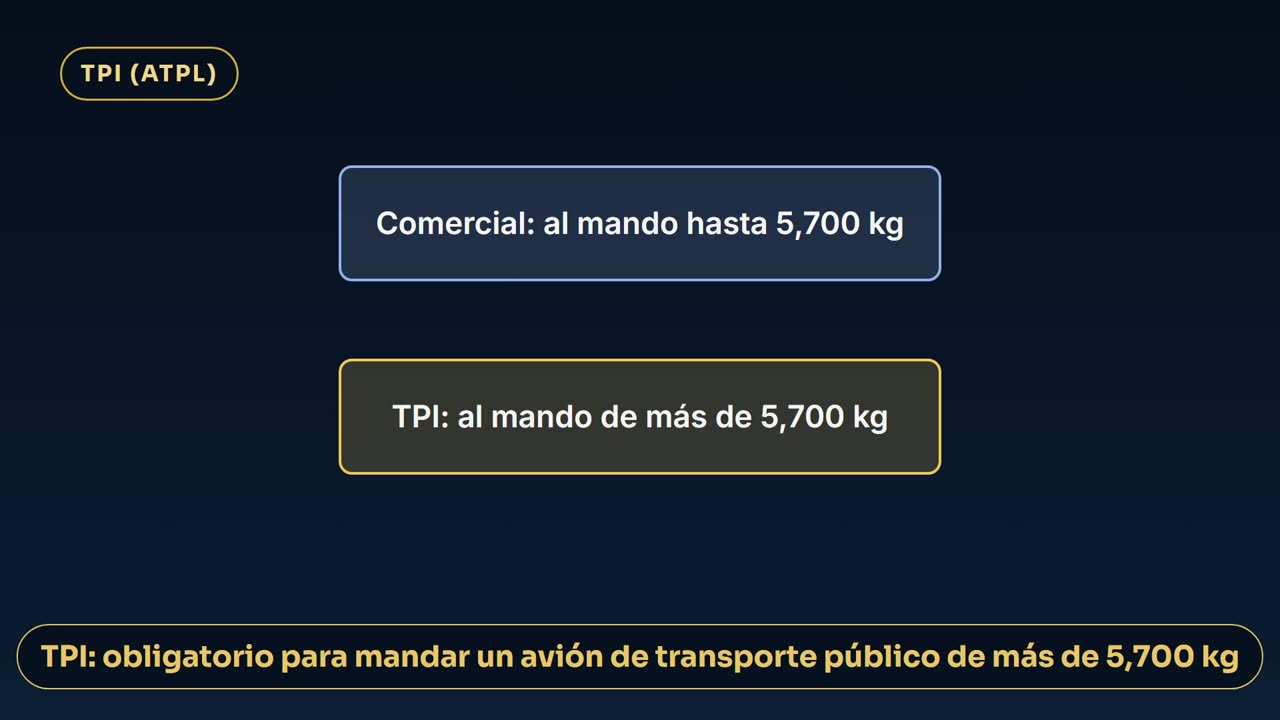 TPI (ATPL)
Comercial: al mando hasta 5,700 kg
TPI: al mando de más de 5,700 kg
TPI: obligatorio para mandar un avión de transporte público de más de 5,700 kg